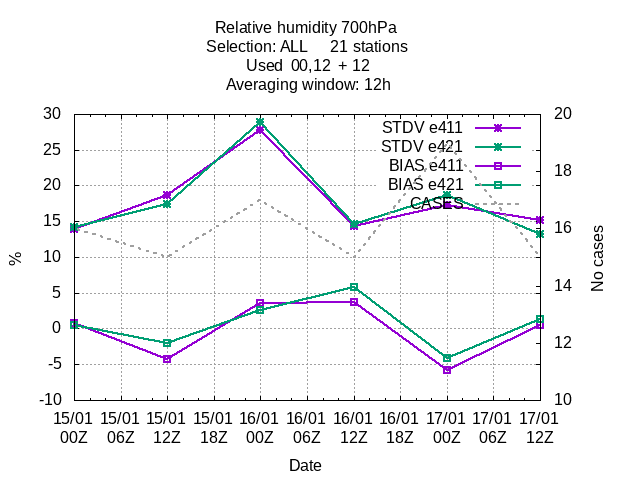 Relative humidity 700hPa
Selection: ALL 21 stations
Used 00,12 + 12
Averaging window: 12h
30 20
STDV e411
STDV e421
25
BIAS e411
18
20
BIAS e421
CASES
15 16
%
10
No cases
14
5
0
12
-5
-10 10
15/01 15/01 15/01 15/01 16/01 16/01 16/01 16/01 17/01 17/01 17/01
00Z 06Z 12Z 18Z 00Z 06Z 12Z 18Z 00Z 06Z 12Z
Date